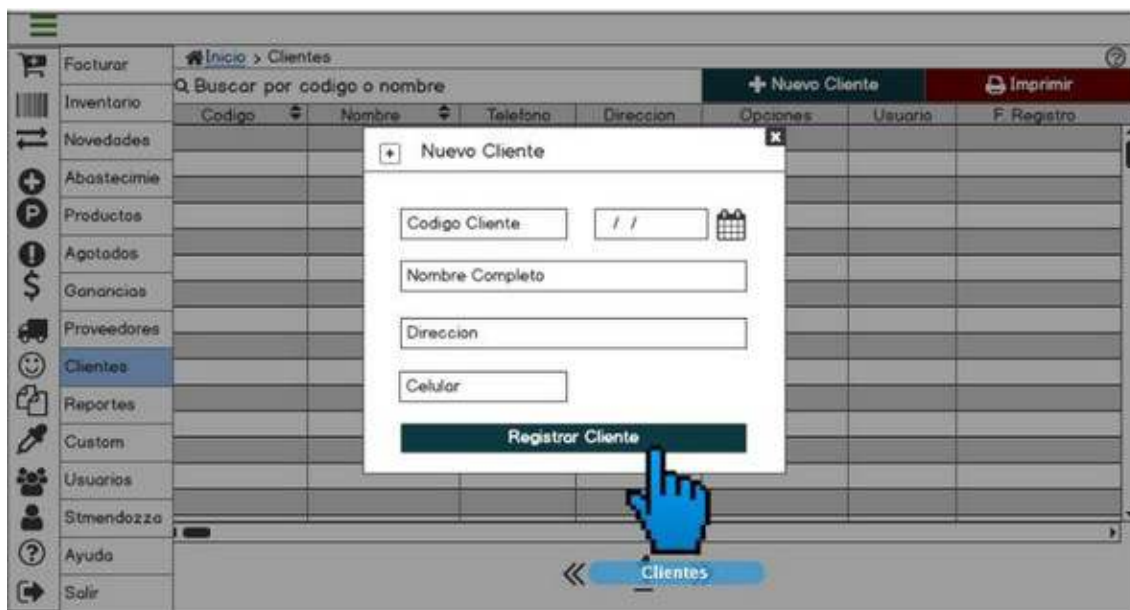 Inicio > Clientes
Buscar por codigo o nombre
Nuevo Cliente
Imprimir
Codigo
Nombre
Telefono
Direccion
Opciones
Usuario
F. Registro
Facturar
Inventario
Novedades
Abastecimie
Productos
Agotados
Ganancias
Proveedores
Clientes
Reportes
Custom
Usuarios
Stmendozza
Ayuda
Salir
Nuevo Cliente
Codigo Cliente
/ /
Nombre Completo
Direccion
Celular
Registrar Cliente
Clientes